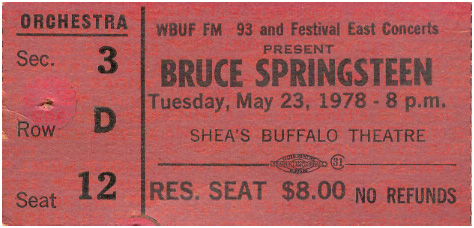 ORCHESTRA
Sec. 3
Row D
Seat 12
WBUF FM 93 and Festival East Concerts
PRESENT
BRUCE SPRINGSTEEN
Tuesday, May 23, 1978 - 8 p.m.
SHEA'S BUFFALO THEATRE
31
RES. SEAT $8.00 NO REFUNDS